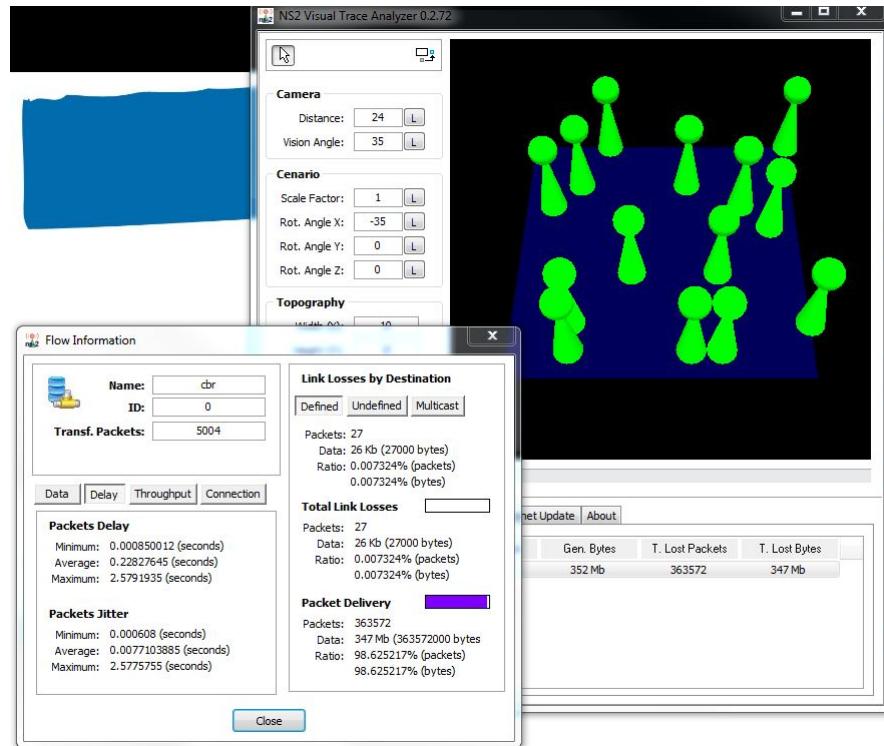 NS2 Visual Trace Analyzer 0.2.72
Camera
Distance: 24 L
Vision Angle: 35 L
Cenario
Scale Factor: 1 L
Rot. Angle X: -35 L
Rot. Angle Y: 0 L
Rot. Angle Z: 0 L
Topography
Width (X): 10
Flow Information
Name: cbr
ID: 0
Transf. Packets: 5004
Data Delay Throughput Connection
Packets Delay
Minimum: 0.000850012 (seconds)
Average: 0.22827645 (seconds)
Maximum: 2.5791935 (seconds)
Packets Jitter
Minimum: 0.000608 (seconds)
Average: 0.0077103885 (seconds)
Maximum: 2.5775755 (seconds)
Link Losses by Destination
Defined Undefined Multicast
Packets: 27
Data: 26 Kb (27000 bytes)
Ratio: 0.007324% (packets)
0.007324% (bytes)
Total Link Losses
Packets: 27
Data: 26 Kb (27000 bytes)
Ratio: 0.007324% (packets)
0.007324% (bytes)
Packet Delivery
Packets: 363572
Data: 347 Mb (363572000 bytes
Ratio: 98.625217% (packets)
98.625217% (bytes)
Close
net Update About
Gen. Bytes T. Lost Packets T. Lost Bytes
352 Mb 363572 347 Mb